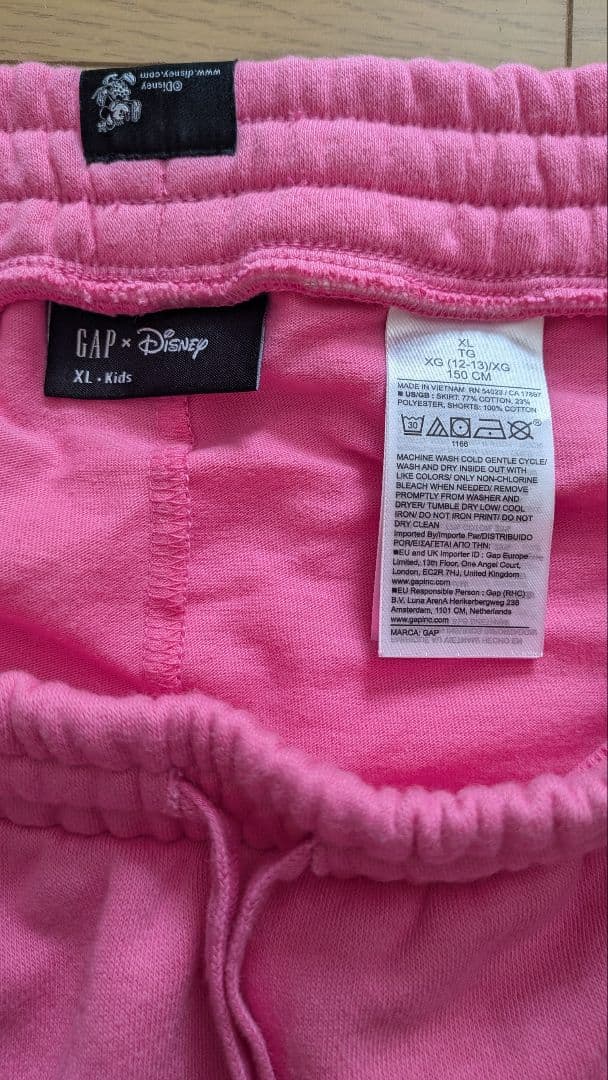 ©Disney
www.disney.com
GAP × Disney
XL • Kids
XL
TG
XG (12-13)/XG
150 CM
MADE IN VIETNAM RN 54023 / CA 17897
■ US/GB : SKIRT: 77% COTTON, 23%
POLYESTER, SHORTS: 100% COTTON
30
1166
MACHINE WASH COLD GENTLE CYCLE/
WASH AND DRY INSIDE OUT WITH
LIKE COLORS/ ONLY NON-CHLORINE
BLEACH WHEN NEEDED/ REMOVE
PROMPTLY FROM WASHER AND
DRYER/ TUMBLE DRY LOW/ COOL
IRON/ DO NOT IRON PRINT/ DO NOT
DRY CLEAN
Imported By/Importe Par/DISTRIBUIDO
POR/ΕΙΣΑΓΕΤΑΙ ΑΠΟ ΤΗΝ:
■EU and UK Importer ID : Gap Europe
Limited, 13th Floor, One Angel Court,
London, EC2R 7HJ, United Kingdom
www.gapinc.com
■EU Responsible Person : Gap (RHC)
B.V. Luna ArenA Herikerbergweg 238
Amsterdam, 1101 CM, Netherlands
www.gapinc.com
MARCA: GAP